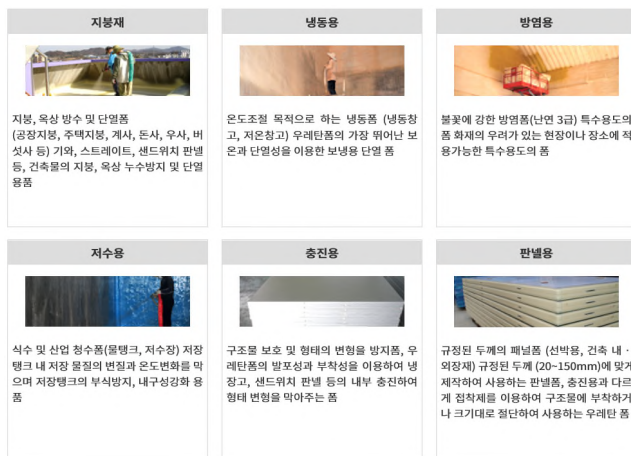 지붕재
지붕, 옥상 방수 및 단열폼
(공장지붕, 주택지붕, 계사, 돈사, 우사, 버
섯사 등) 기와, 스트레이트, 샌드위치 판넬
등, 건축물의 지붕, 옥상 누수방지 및 단열
용폼
냉동용
온도조절 목적으로 하는 냉동폼 (냉동창
고, 저온창고) 우레탄폼의 가장 뛰어난 보
온과 단열성을 이용한 보냉용 단열 폼
방염용
불꽃에 강한 방염폼(난연 3급) 특수용도의
폼 화재의 우려가 있는 현장이나 장소에 적
용가능한 특수용도의 폼
저수용
식수 및 산업 청수폼(물탱크, 저수장) 저장
탱크 내 저장 물질의 변질과 온도변화를 막
으며 저장탱크의 부식방지, 내구성강화 용
폼
충진용
구조물 보호 및 형태의 변형을 방지폼, 우
레탄폼의 발포성과 부착성을 이용하여 냉
장고, 샌드위치 판넬 등의 내부 충진하여
형태 변형을 막아주는 폼
판넬용
규정된 두께의 패널폼 (선박용, 건축 내 ·
외장재) 규정된 두께 (20~150mm)에 맞게
제작하여 사용하는 판넬폼, 충진용과 다르
게 접착제를 이용하여 구조물에 부착하거
나 크기대로 절단하여 사용하는 우레탄 폼